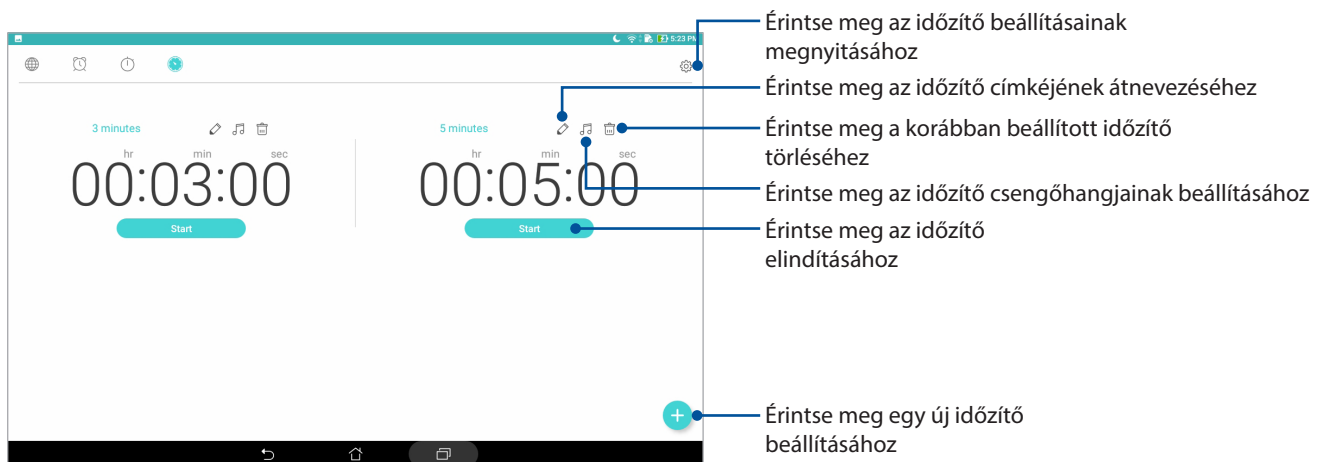 Érintse meg az időzítő beállításainak
megnyitásához
5:23 PM
Érintse meg az időzítő címkéjének átnevezéséhez
3 minutes
5 minutes
Érintse meg a korábban beállított időzítő
törléséhez
hr min sec
hr min sec
00:03:00
00:05:00
Érintse meg az időzítő csengőhangjainak beállításához
Start
Start
Érintse meg az időzítő
elindításához
Érintse meg egy új időzítő
beállításához